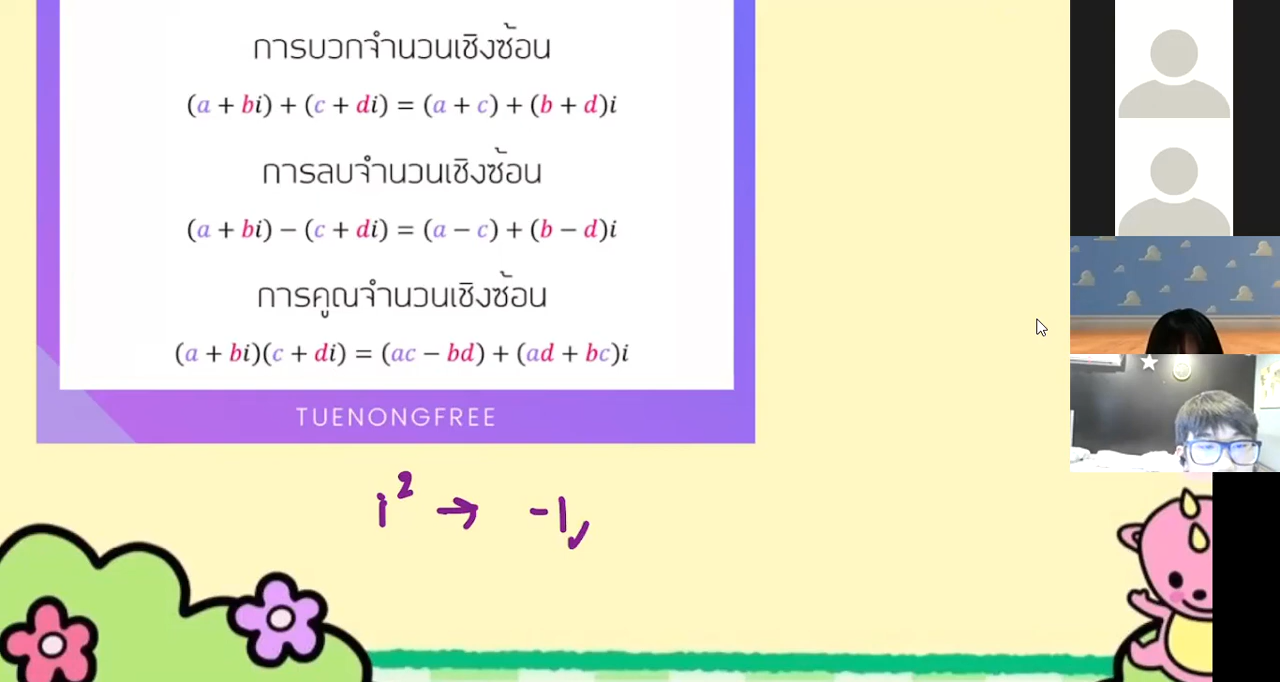 การบวกจำนวนเชิงซ้อน
(a + bi) + (c + di) = (a + c) + (b + d)i
การลบจำนวนเชิงซ้อน
(a + bi) − (c + di) = (a − c) + (b − d)i
การคูณจำนวนเชิงซ้อน
(a + bi)(c + di) = (ac − bd) + (ad + bc)i
TUENONGFREE
i² → -1